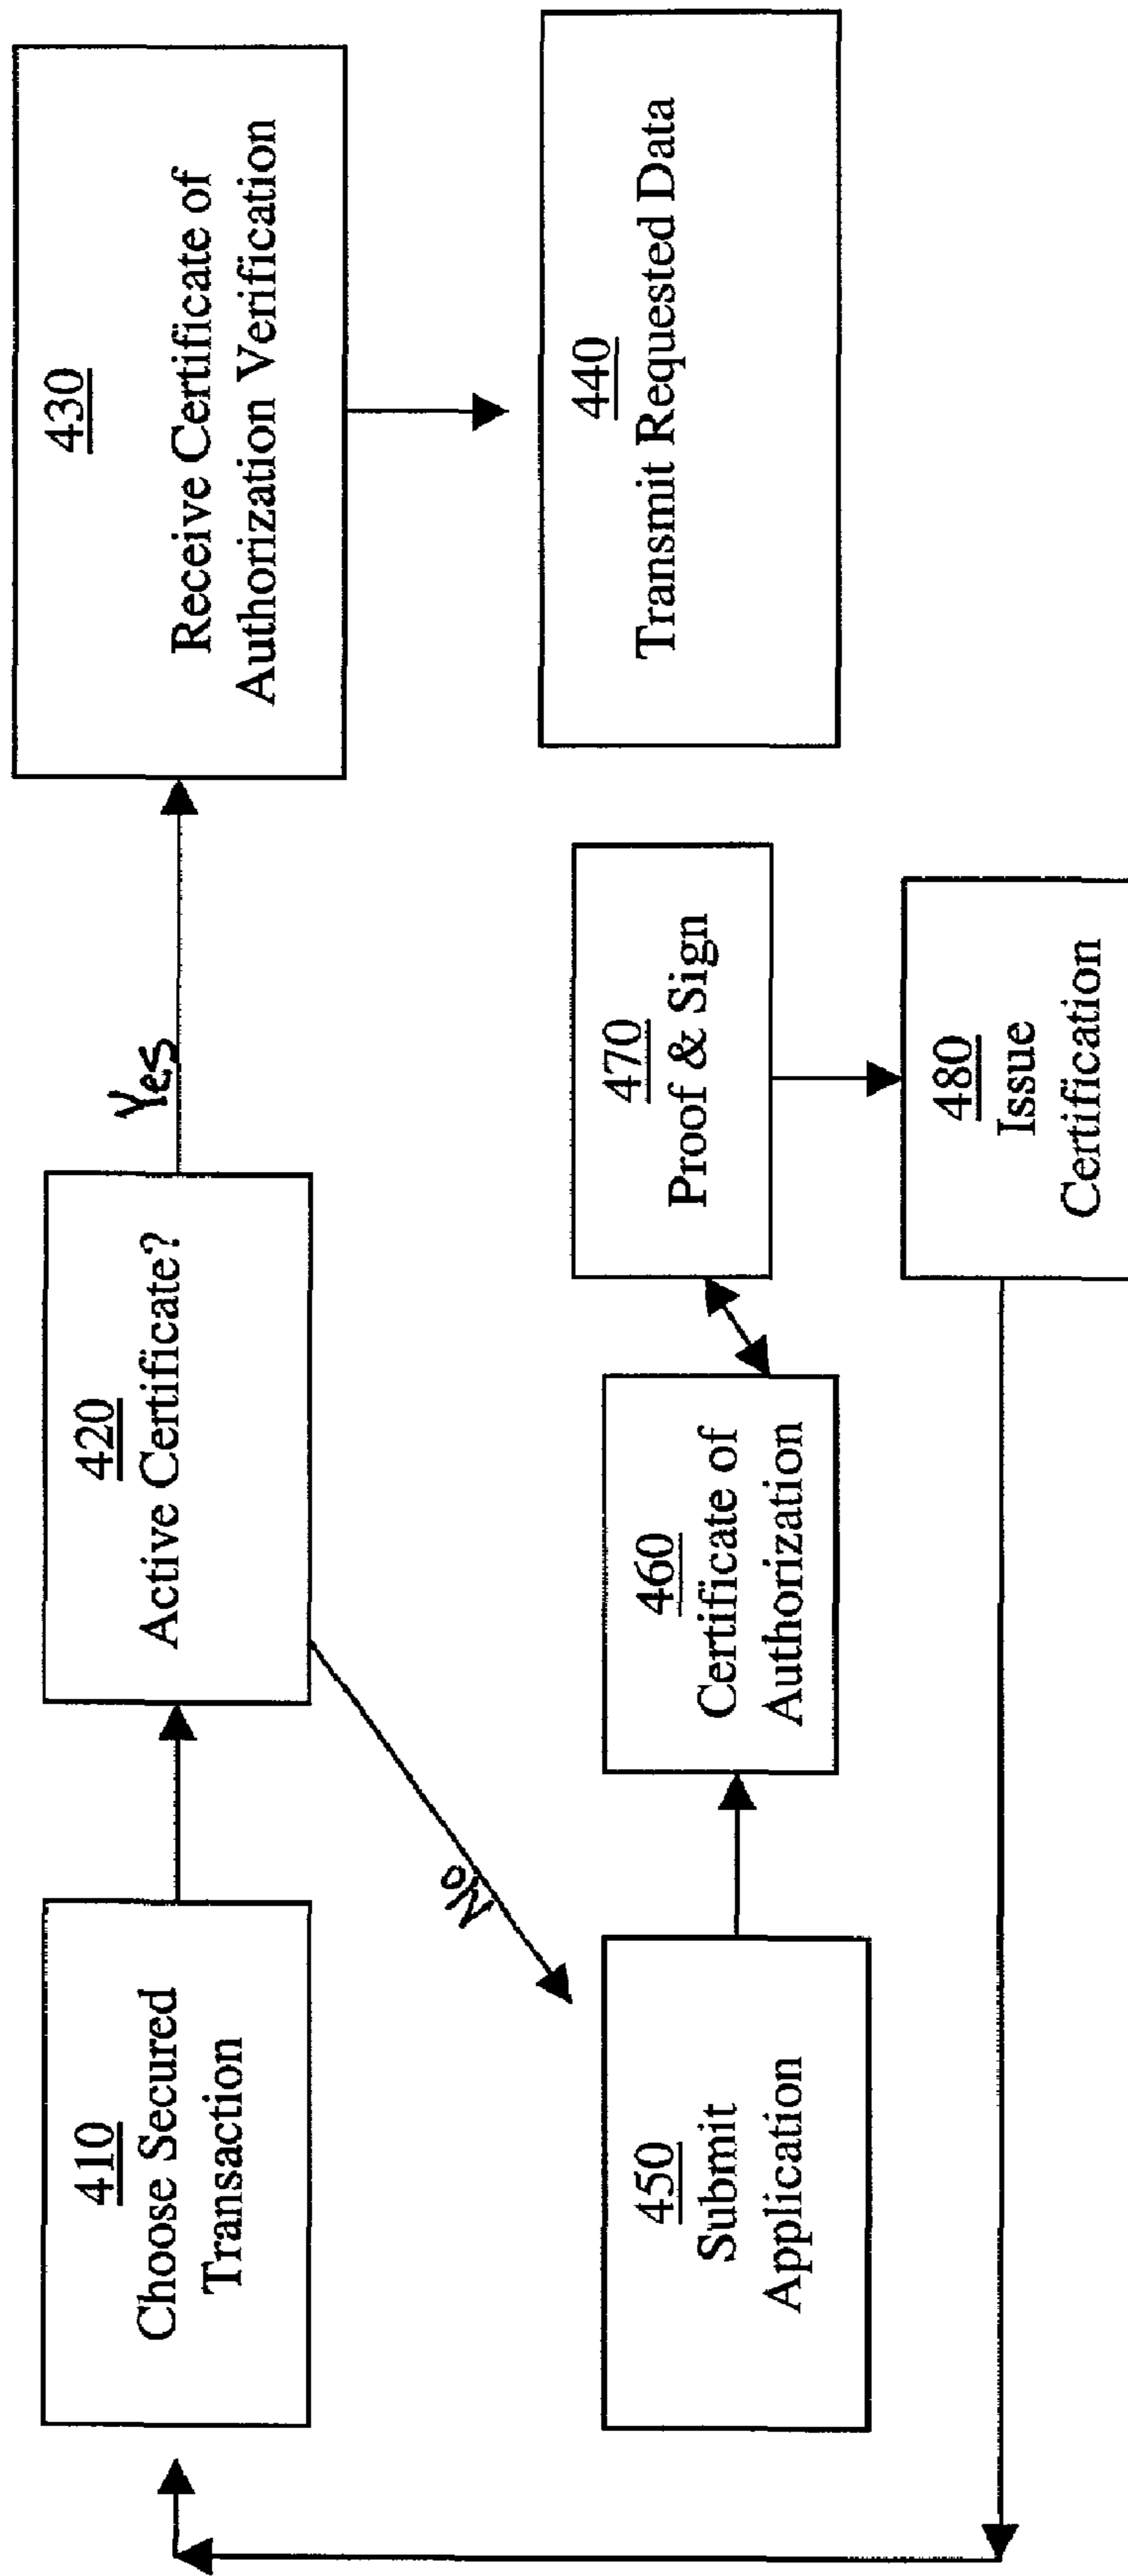 410
Choose Secured
Transaction
420
Active Certificate?
Yes
No
430
Receive Certificate of
Authorization Verification
440
Transmit Requested Data
450
Submit
Application
460
Certificate of
Authorization
470
Proof & Sign
480
Issue
Certification